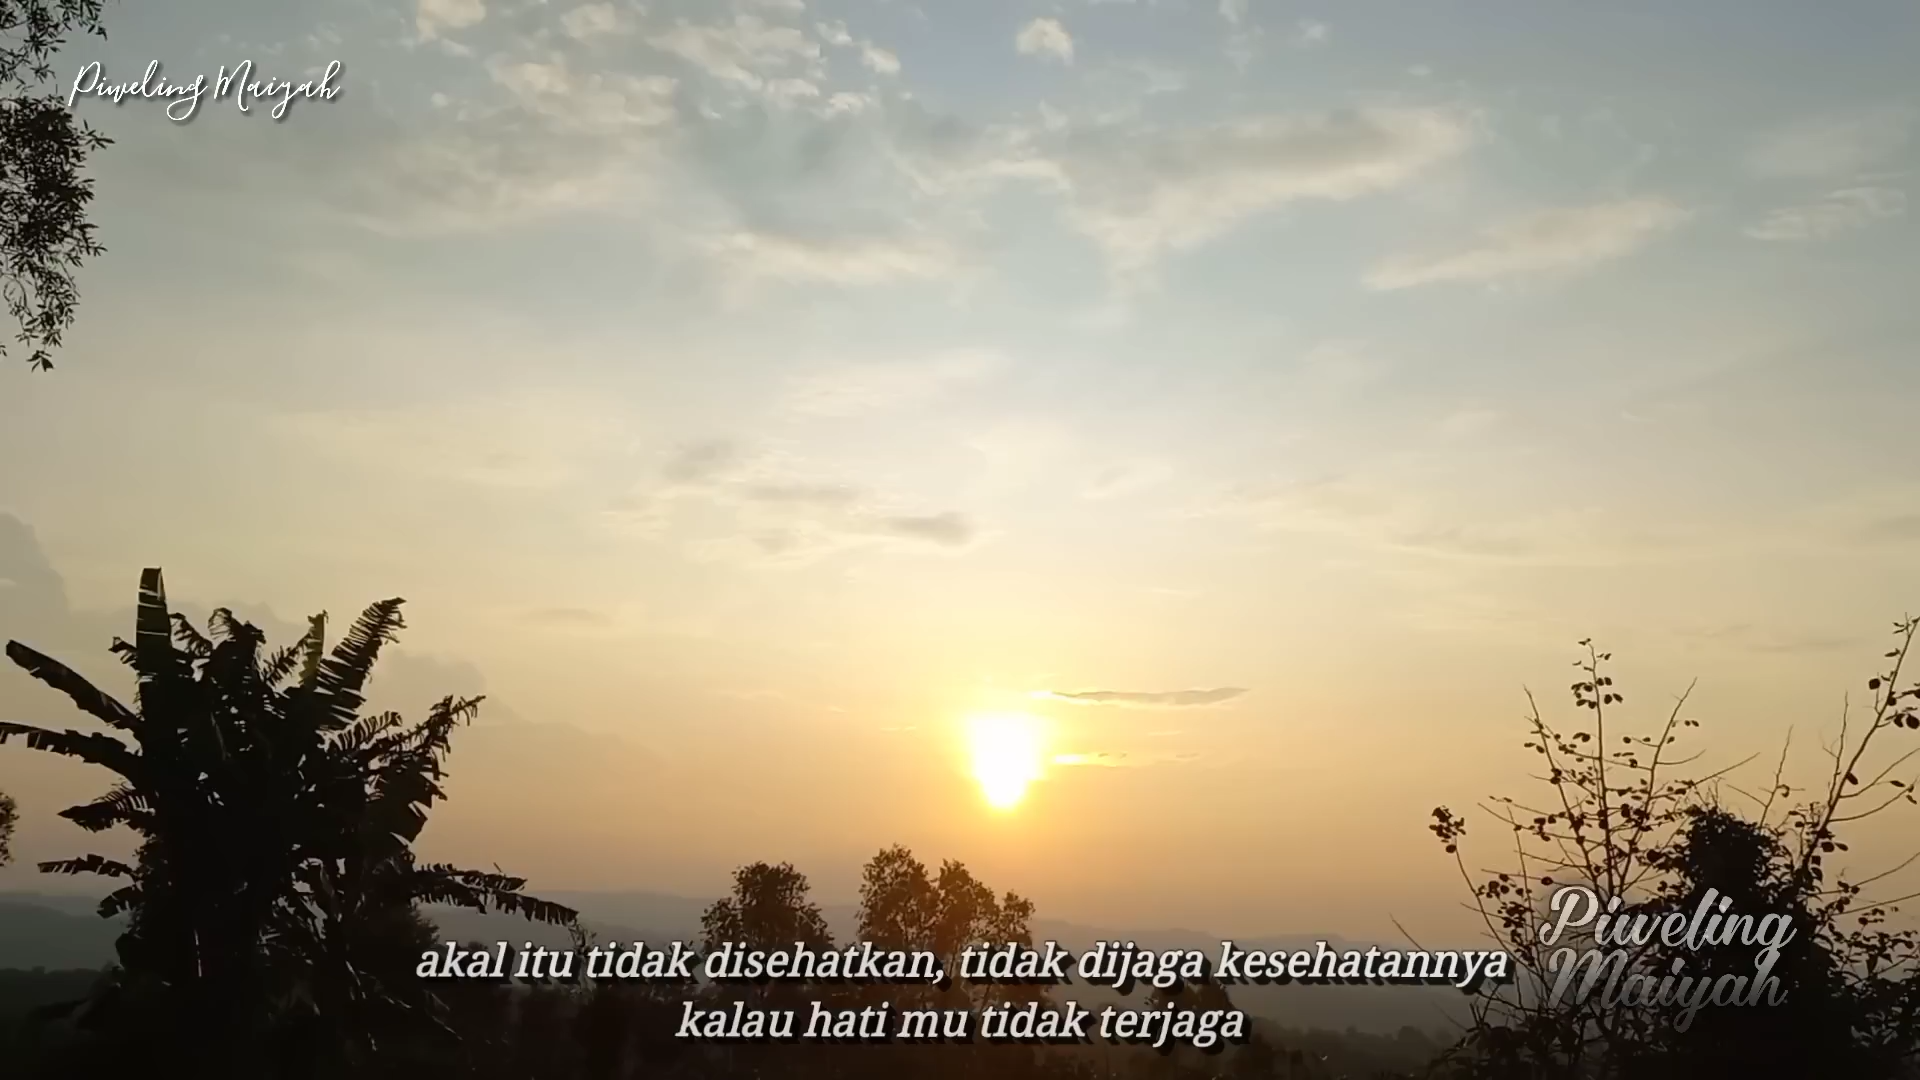 Piweling Maiyah
Piweling
Maiyah
akal itu tidak disehatkan, tidak dijaga kesehatannya
kalau hati mu tidak terjaga